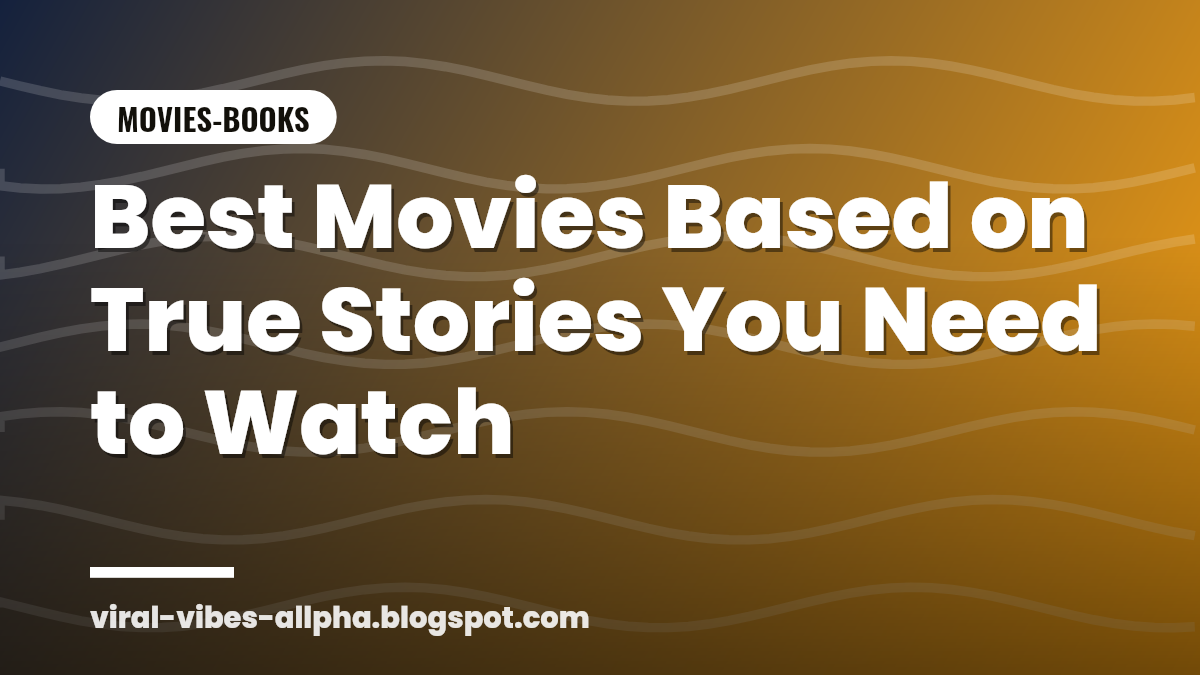 MOVIES-BOOKS
Best Movies Based on
True Stories You Need
to Watch
viral-vibes-allpha.blogspot.com